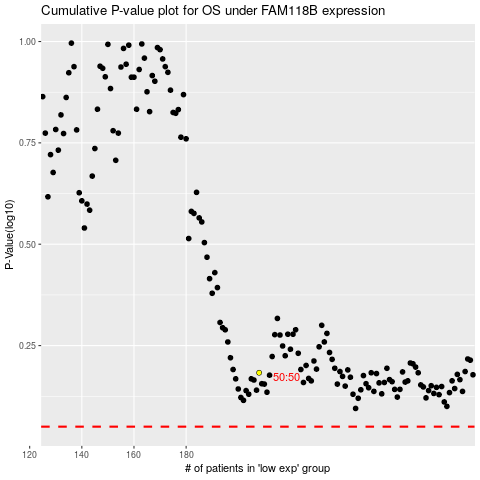 Cumulative P-value plot for OS under FAM118B expression
P-Value(log10)
1.00
0.75
0.50
0.25
50:50
120 140 160 180
# of patients in 'low exp' group